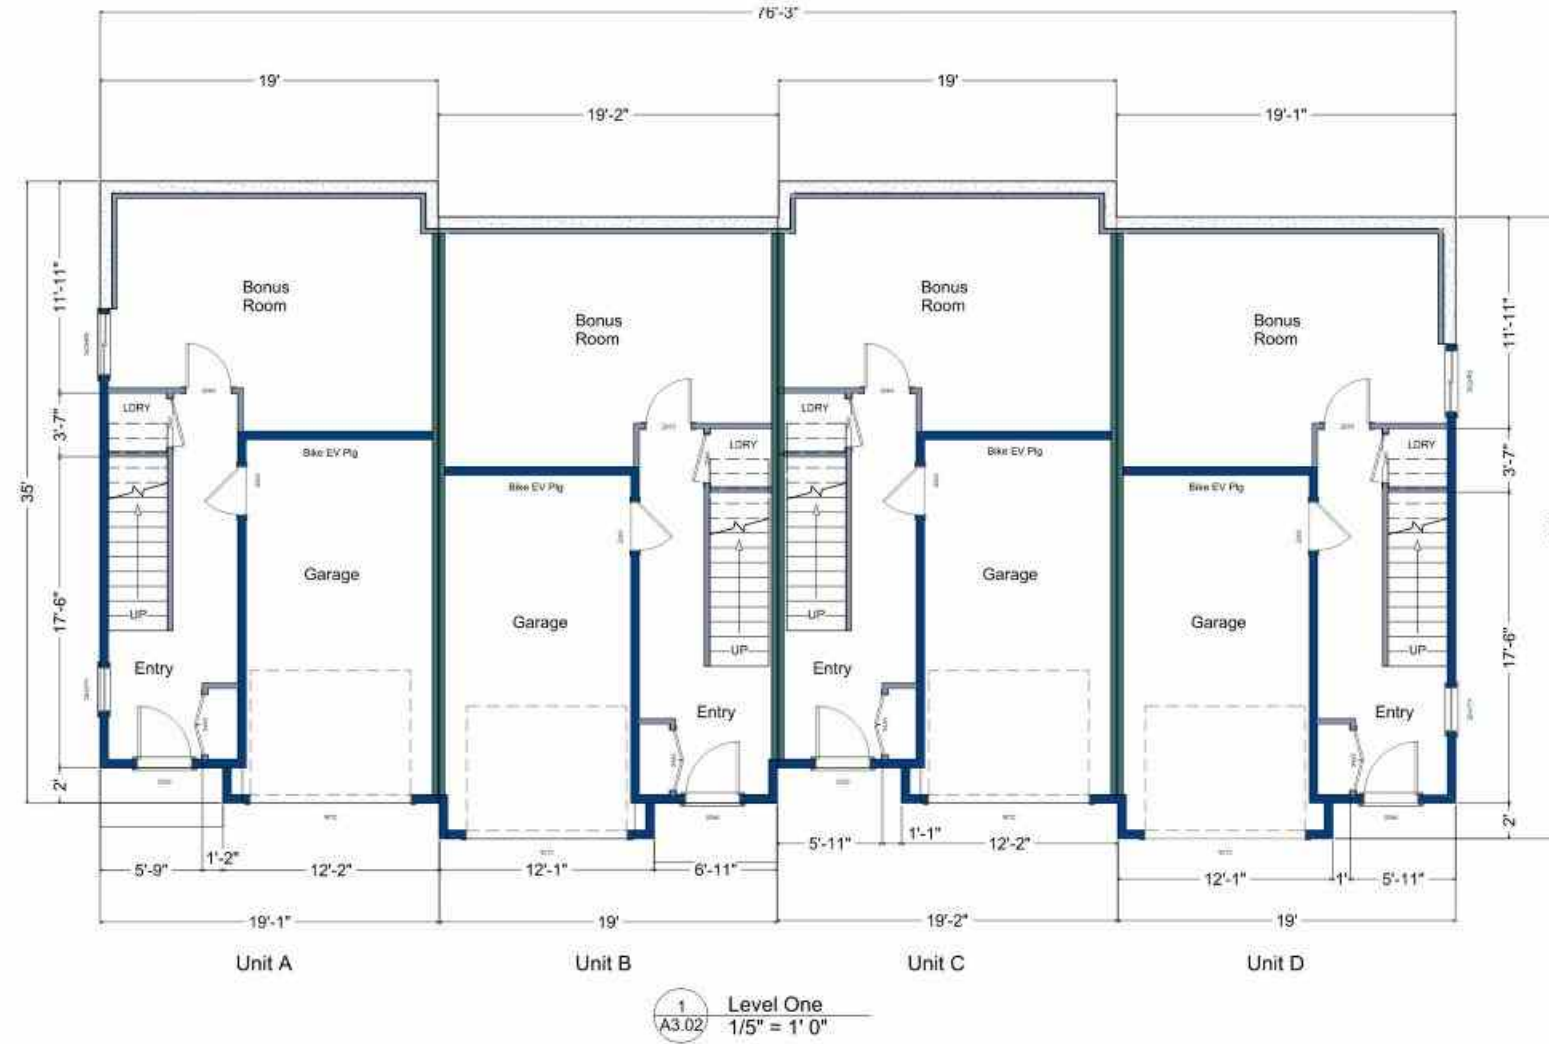 76'-3"
19'
19'
19'-2"
19'-1"
11'-11"
3'-7"
17'-6"
2'
35'
Bonus
Room
Bonus
Room
Bonus
Room
Bonus
Room
11'-11"
3'-7"
17'-6"
2'
LDRY
LDRY
LDRY
LDRY
Bike EV Plg
Bike EV Plg
Bike EV Plg
Bike EV Plg
Garage
Garage
Garage
Garage
UP
UP
UP
UP
Entry
Entry
Entry
Entry
5'-9"
1'-2"
12'-2"
12'-1"
6'-11"
5'-11"
1'-1"
12'-2"
12'-1"
1'
5'-11"
19'-1"
19'
19'-2"
19'
Unit A
Unit B
Unit C
Unit D
1
A3.02
Level One
1/5" = 1' 0"